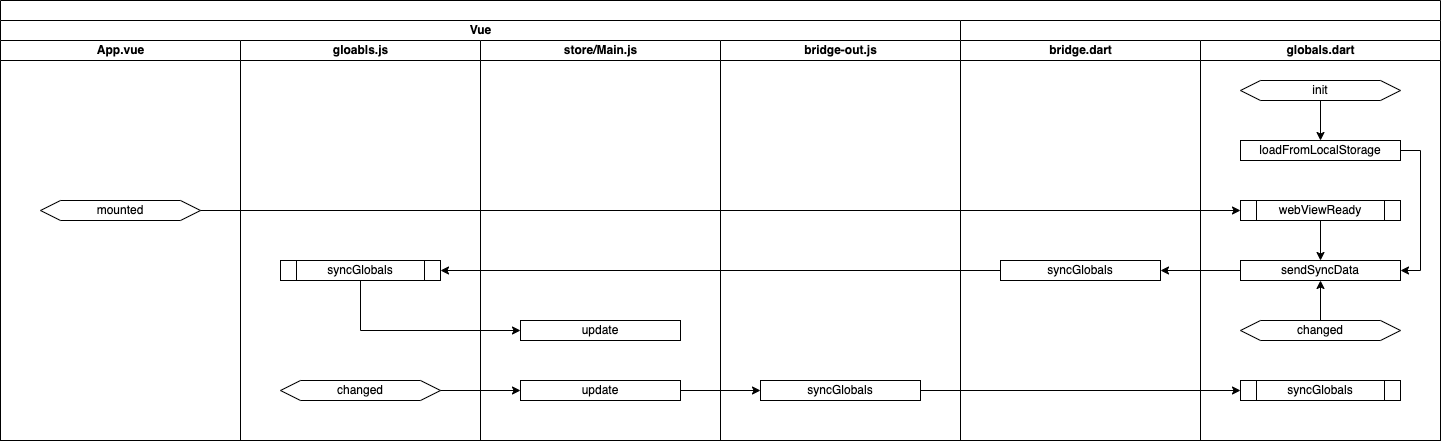 Vue
App.vue
gloabls.js
store/Main.js
bridge-out.js
bridge.dart
globals.dart
init
loadFromLocalStorage
mounted
webViewReady
syncGlobals
syncGlobals
sendSyncData
update
changed
changed
update
syncGlobals
syncGlobals